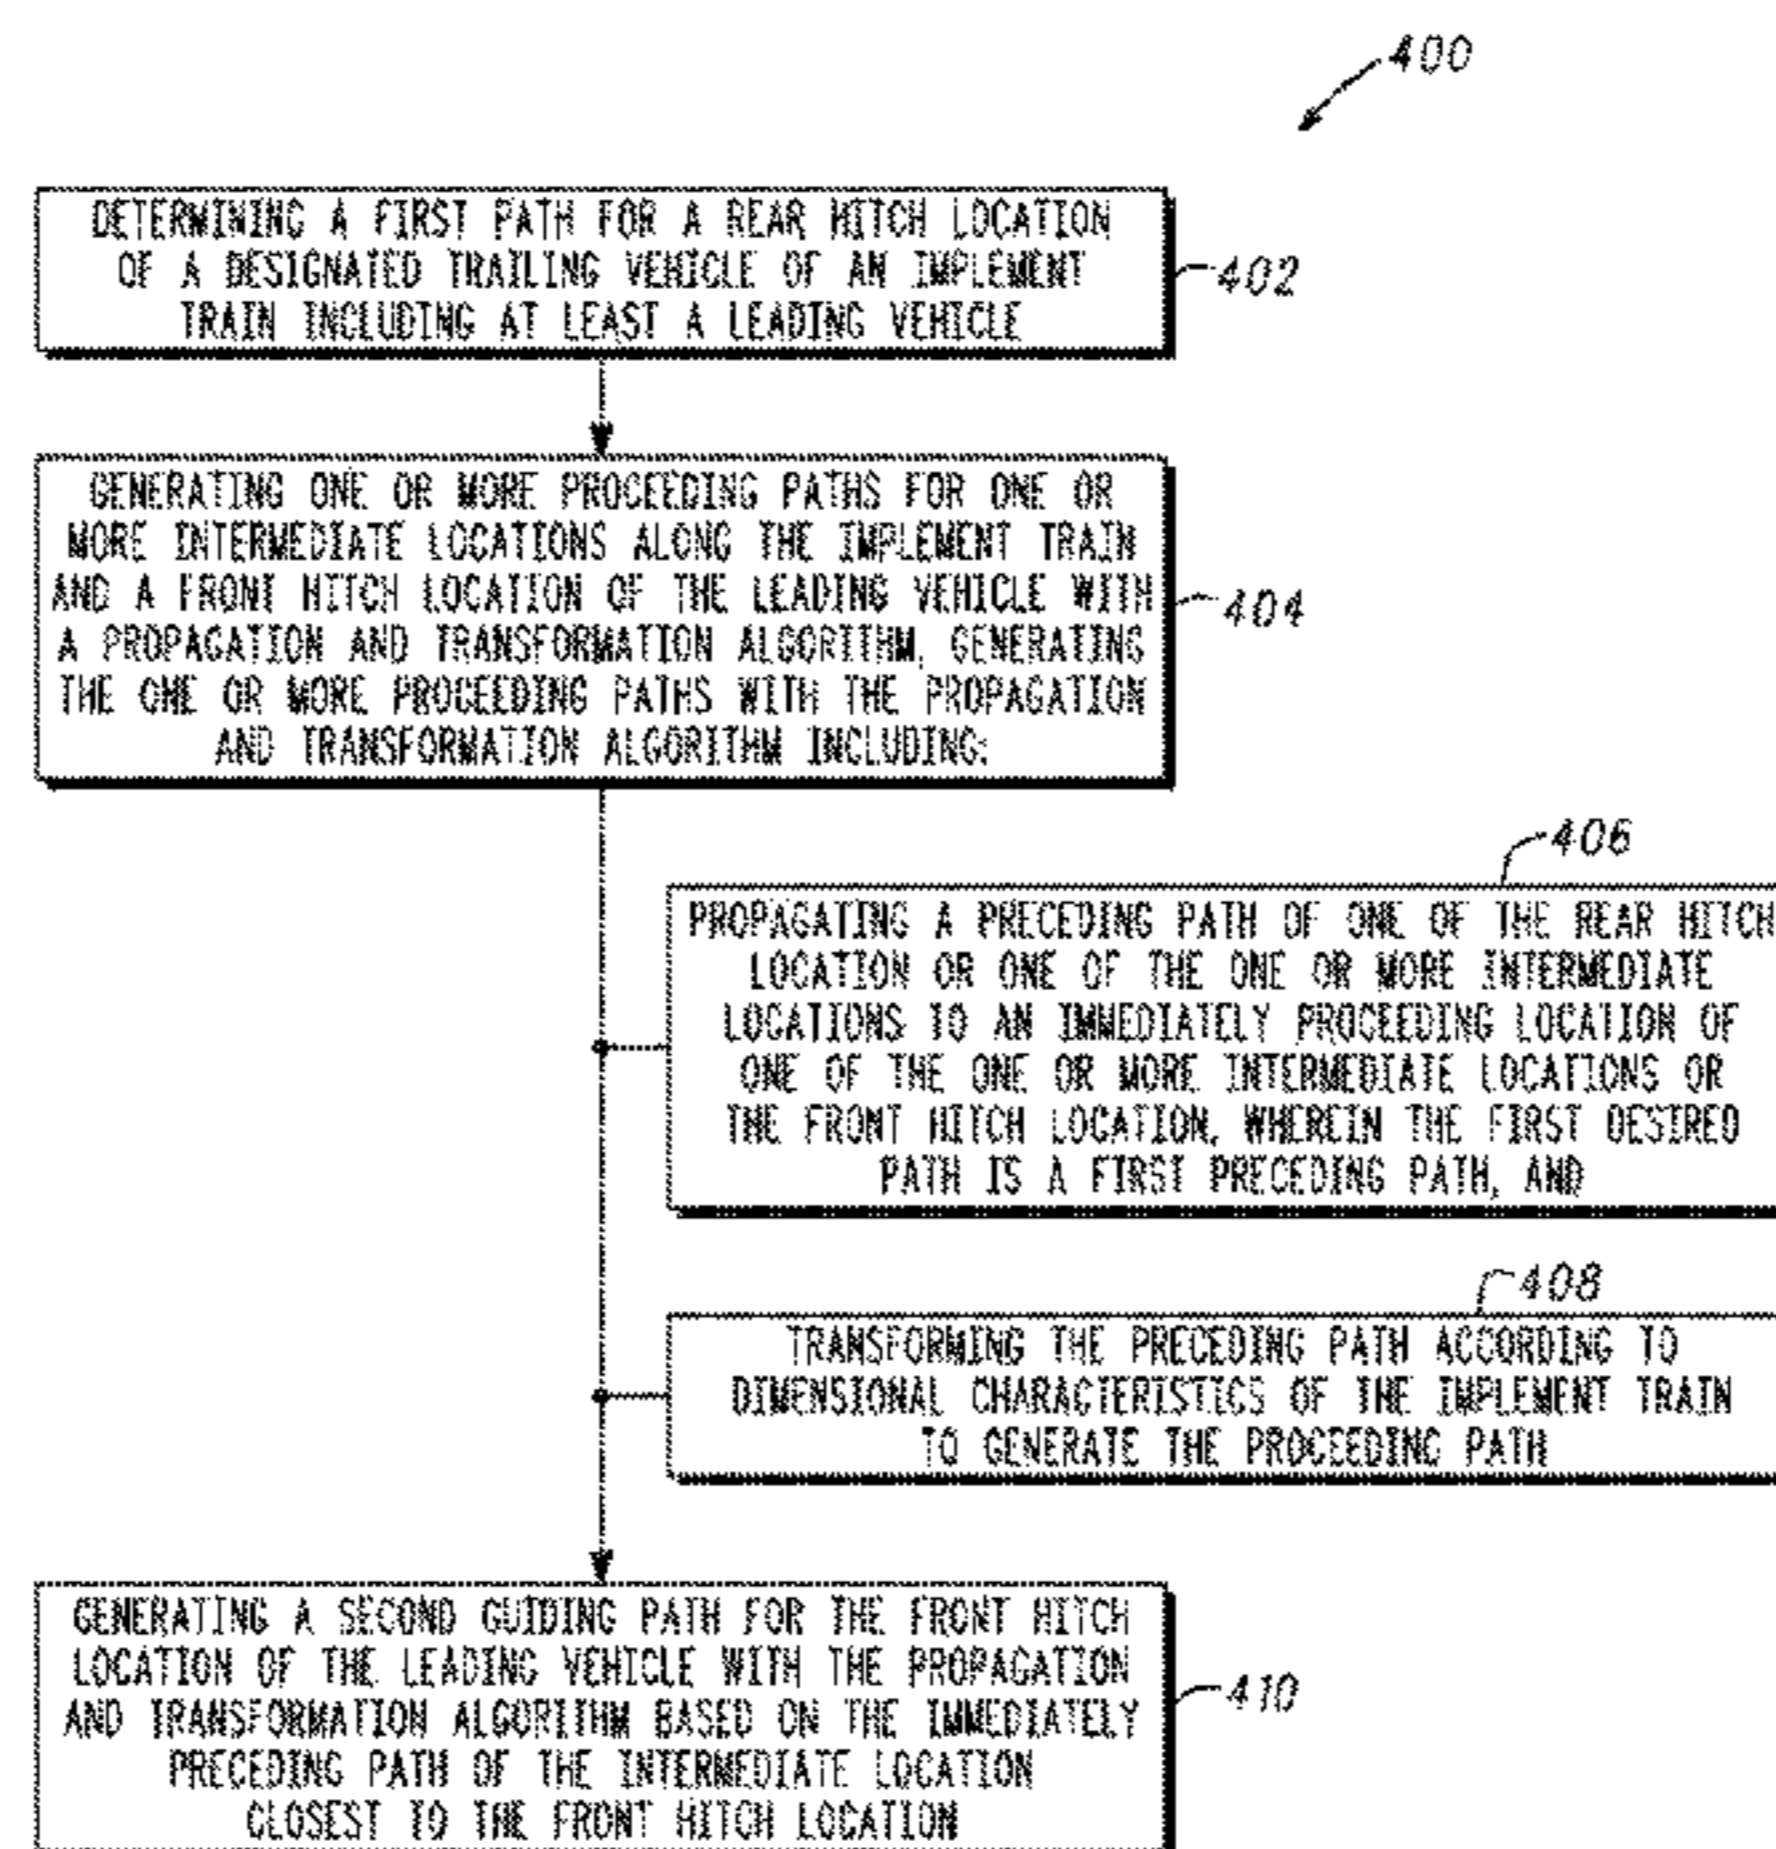 400
DETERMINING A FIRST PATH FOR A REAR HITCH LOCATION
OF A DESIGNATED TRAILING VEHICLE OF AN IMPLEMENT
TRAIN INCLUDING AT LEAST A LEADING VEHICLE
402
GENERATING ONE OR MORE PROCEEDING PATHS FOR ONE OR
MORE INTERMEDIATE LOCATIONS ALONG THE IMPLEMENT TRAIN
AND A FRONT HITCH LOCATION OF THE LEADING VEHICLE WITH
A PROPAGATION AND TRANSFORMATION ALGORITHM, GENERATING
THE ONE OR MORE PROCEEDING PATHS WITH THE PROPAGATION
AND TRANSFORMATION ALGORITHM INCLUDING:
404
406
PROPAGATING A PRECEDING PATH OF ONE OF THE REAR HITCH
LOCATION OR ONE OF THE ONE OR MORE INTERMEDIATE
LOCATIONS TO AN IMMEDIATELY PROCEEDING LOCATION OF
ONE OF THE ONE OR MORE INTERMEDIATE LOCATIONS OR
THE FRONT HITCH LOCATION, WHEREIN THE FIRST DESIRED
PATH IS A FIRST PRECEDING PATH, AND
408
TRANSFORMING THE PRECEDING PATH ACCORDING TO
DIMENSIONAL CHARACTERISTICS OF THE IMPLEMENT TRAIN
TO GENERATE THE PROCEEDING PATH
GENERATING A SECOND GUIDING PATH FOR THE FRONT HITCH
LOCATION OF THE LEADING VEHICLE WITH THE PROPAGATION
AND TRANSFORMATION ALGORITHM BASED ON THE IMMEDIATELY
PRECEDING PATH OF THE INTERMEDIATE LOCATION
CLOSEST TO THE FRONT HITCH LOCATION
410